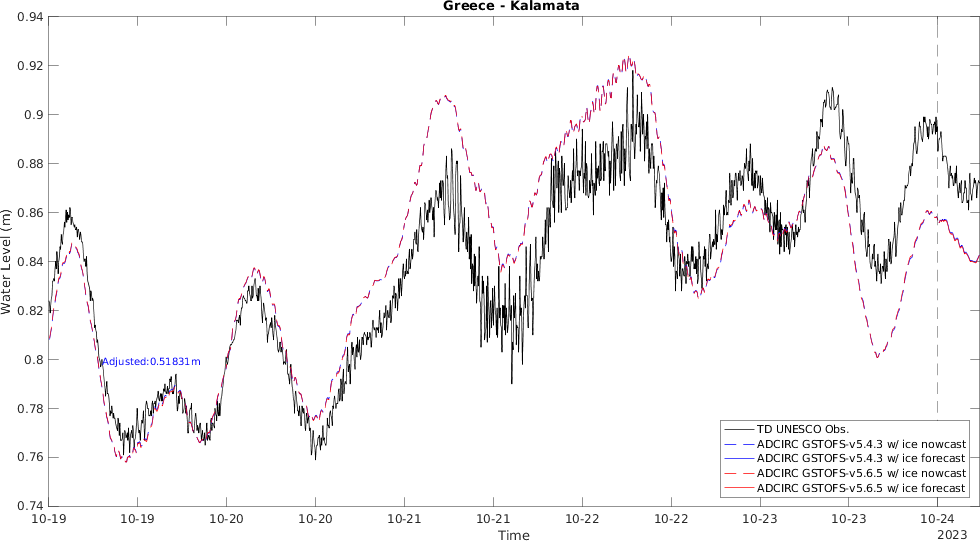 Greece - Kalamata
Water Level (m)
0.94
0.92
0.9
0.88
0.86
0.84
0.82
0.8
0.78
0.76
0.74
Adjusted:0.51831m
TD UNESCO Obs.
ADCIRC GSTOFS-v5.4.3 w/ ice nowcast
ADCIRC GSTOFS-v5.4.3 w/ ice forecast
ADCIRC GSTOFS-v5.6.5 w/ ice nowcast
ADCIRC GSTOFS-v5.6.5 w/ ice forecast
10-19 10-19 10-20 10-20 10-21 10-21 10-22 10-22 10-23 10-23 10-24
2023
Time